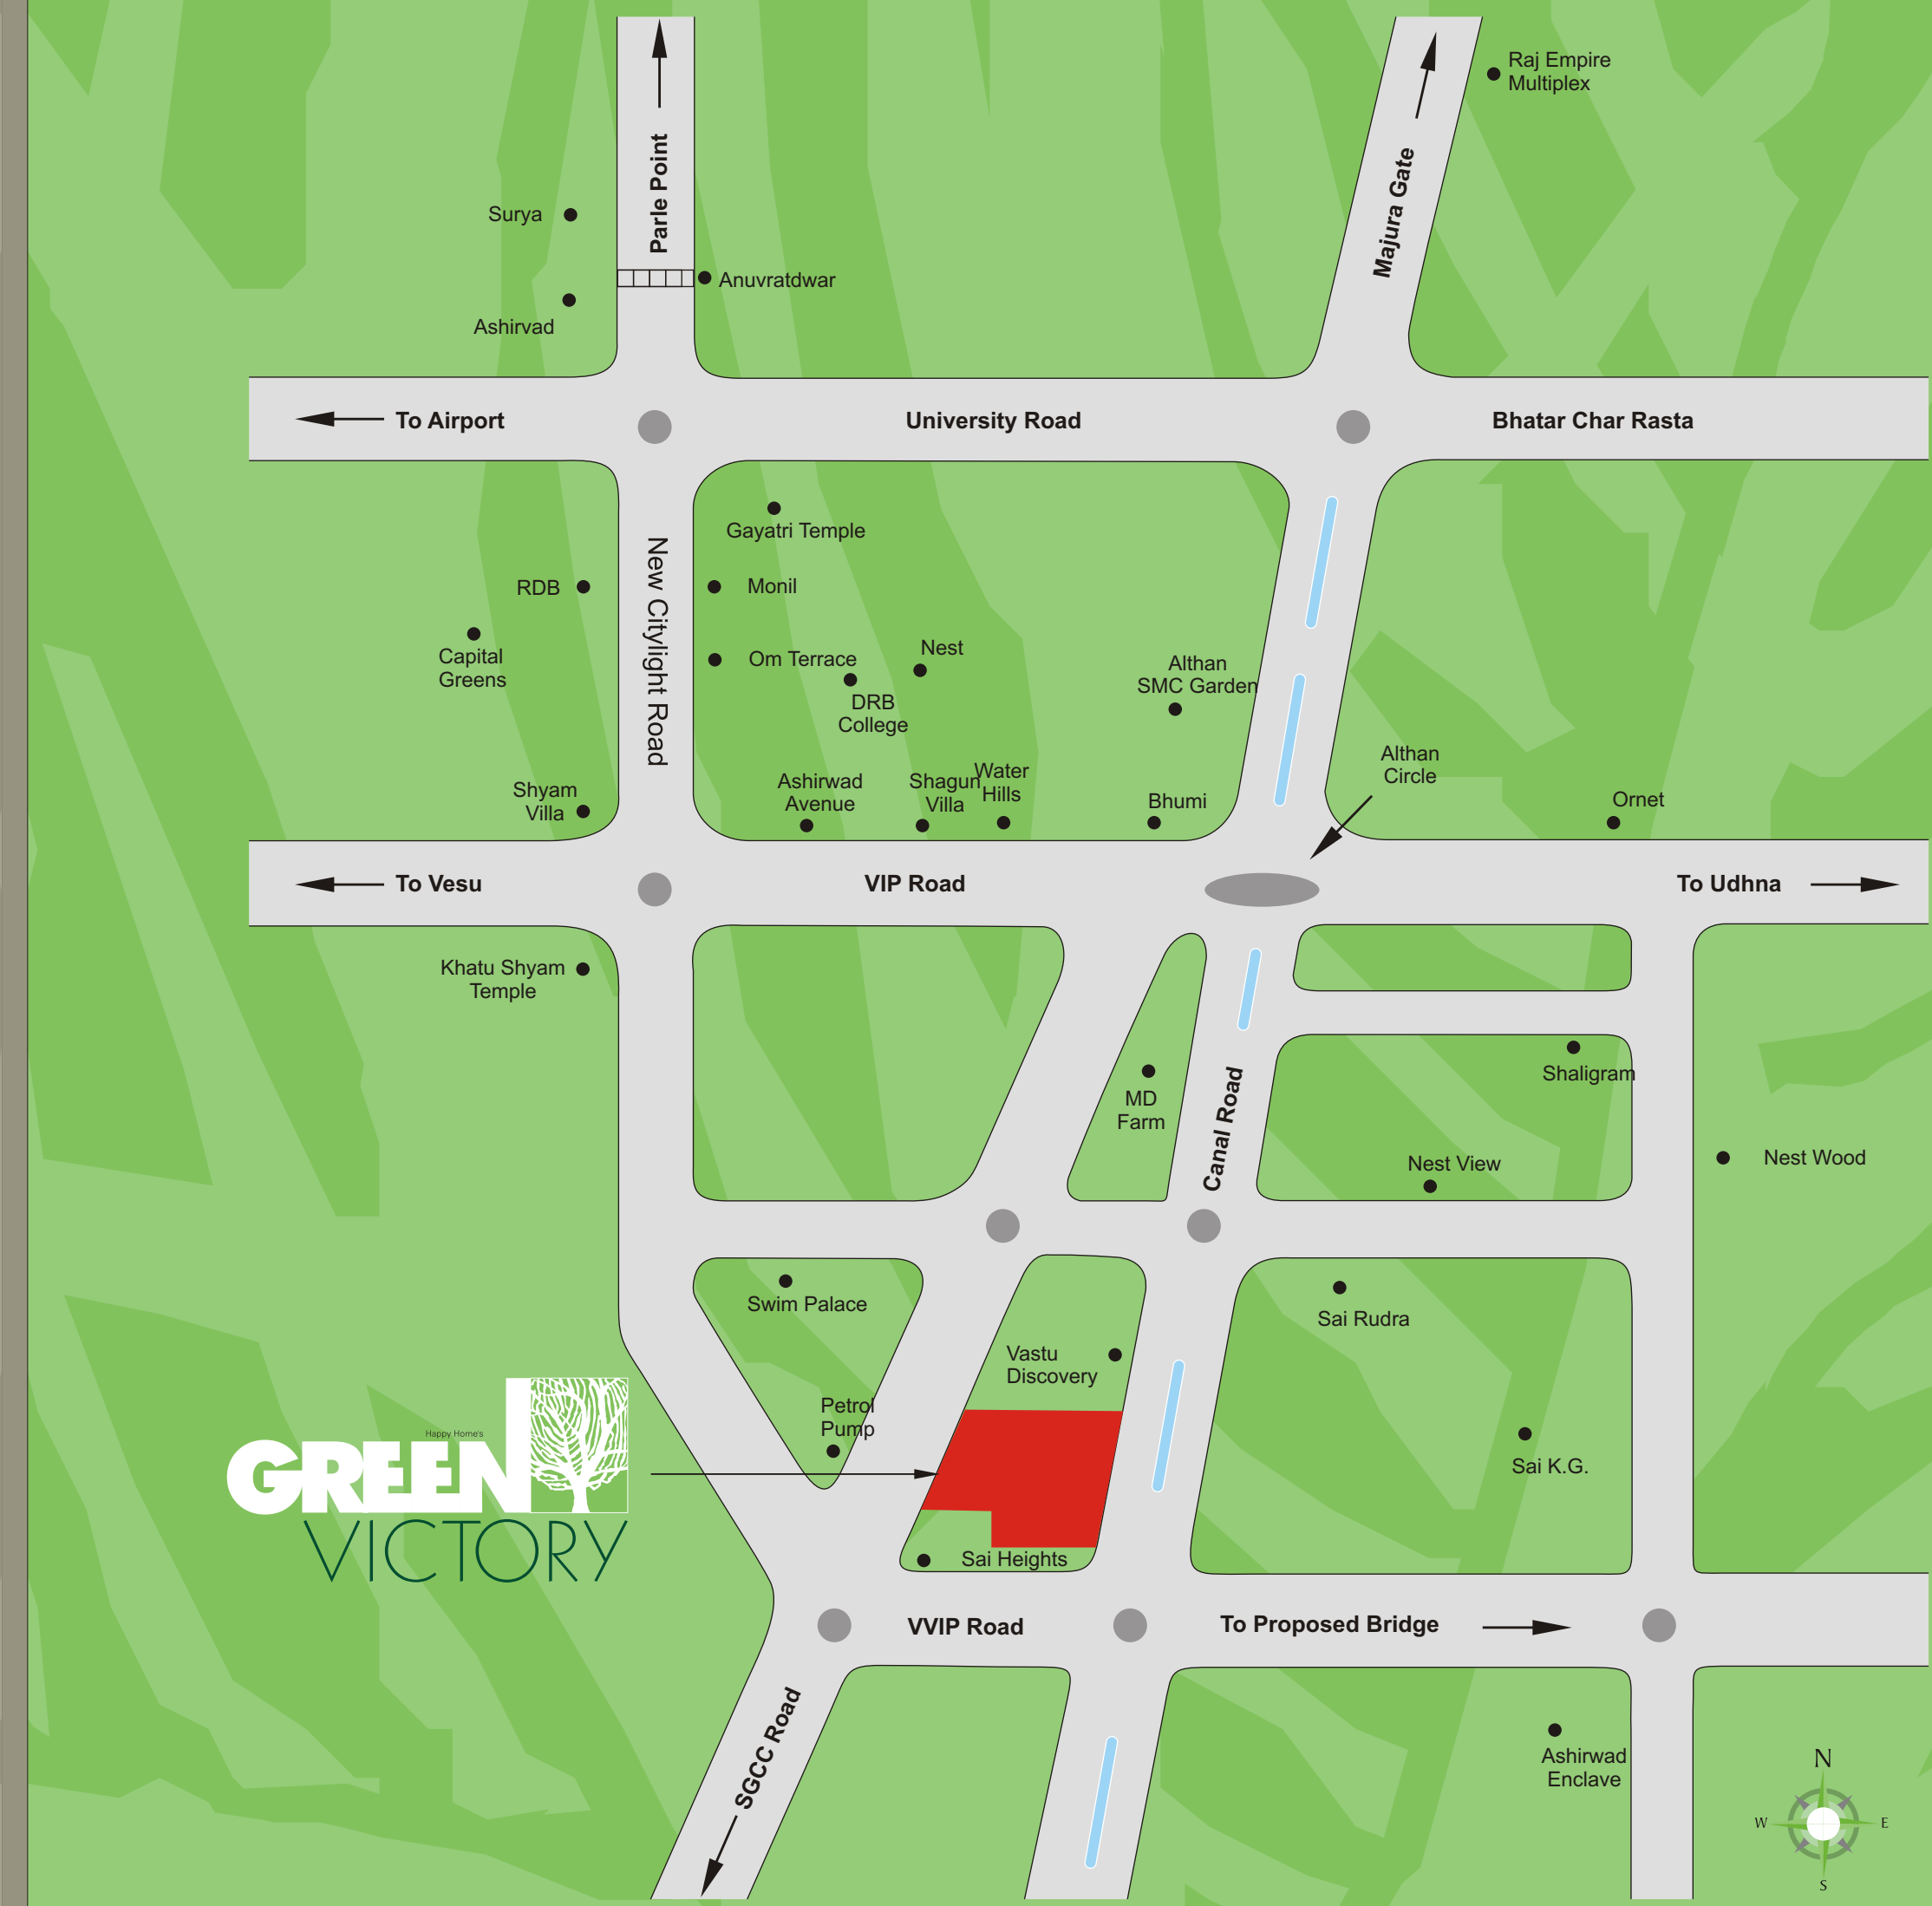 Raj Empire
Multiplex
Parle Point
Majura Gate
Surya
Anuvratdwar
Ashirvad
To Airport
University Road
Bhatar Char Rasta
Gayatri Temple
New Citylight Road
RDB
Monil
Capital
Greens
Om Terrace
Nest
DRB
College
Althan
SMC Garden
Althan
Circle
Shyam
Villa
Ashirwad
Avenue
Shagun
Villa
Water
Hills
Bhumi
Ornet
To Vesu
VIP Road
To Udhna
Khatu Shyam
Temple
MD
Farm
Canal Road
Shaligram
Nest View
Nest Wood
Swim Palace
Sai Rudra
Vastu
Discovery
Petrol
Pump
Happy Home's
GREEN
VICTORY
Sai K.G.
Sai Heights
VVIP Road
To Proposed Bridge
SGCC Road
Ashirwad
Enclave
N
W
E
S